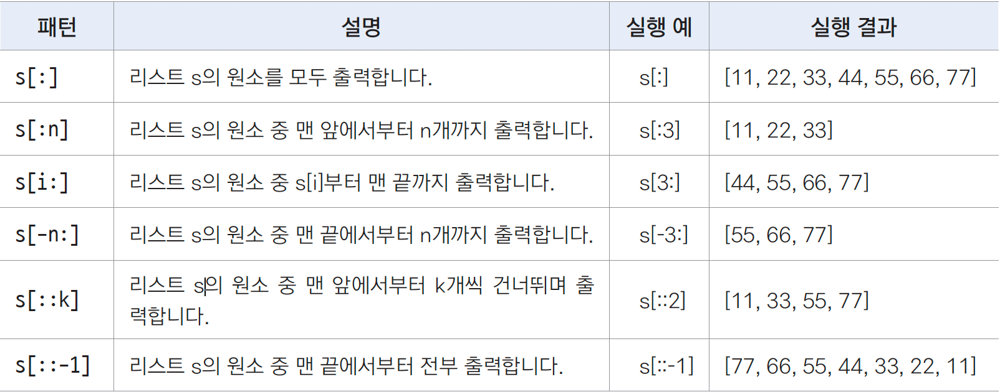 패턴 설명 실행 예 실행 결과
s[:] 리스트 s의 원소를 모두 출력합니다. s[:] [11, 22, 33, 44, 55, 66, 77]
s[:n] 리스트 s의 원소 중 맨 앞에서부터 n개까지 출력합니다. s[:3] [11, 22, 33]
s[i:] 리스트 s의 원소 중 s[i]부터 맨 끝까지 출력합니다. s[3:] [44, 55, 66, 77]
s[-n:] 리스트 s의 원소 중 맨 끝에서부터 n개까지 출력합니다. s[-3:] [55, 66, 77]
s[::k] 리스트 s의 원소 중 맨 앞에서부터 k개씩 건너뛰며 출
력합니다. s[::2] [11, 33, 55, 77]
s[::-1] 리스트 s의 원소 중 맨 끝에서부터 전부 출력합니다. s[::-1] [77, 66, 55, 44, 33, 22, 11]